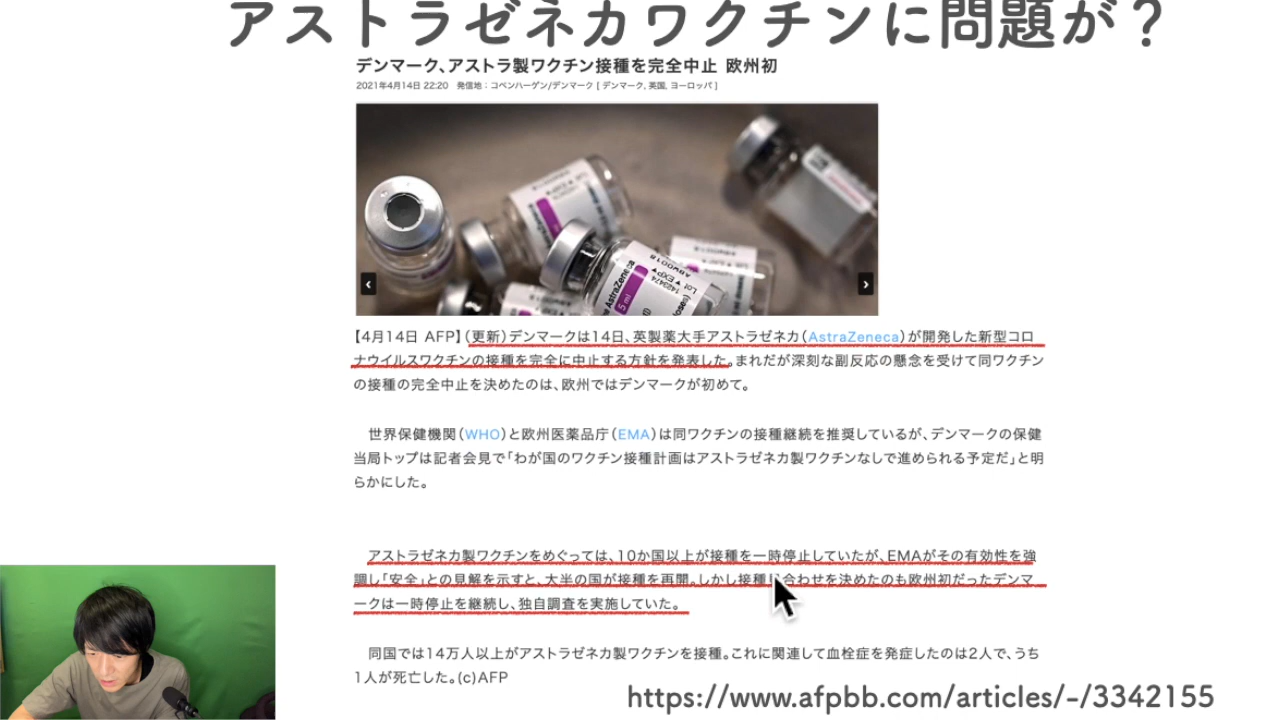 アストラゼネカワクチンに問題が？
デンマーク、アストラ製ワクチン接種を完全中止 欧州初
2021年4月14日 22:20 発信地：コペンハーゲン/デンマーク [ デンマーク, 英国, ヨーロッパ ]
AstraZeneca
5 ml
ABW0018
EXP
Lot
【4月14日 AFP】（更新）デンマークは14日、英製薬大手アストラゼネカ（AstraZeneca）が開発した新型コロ
ナウイルスワクチンの接種を完全に中止する方針を発表した。まれだが深刻な副反応の懸念を受けて同ワクチン
の接種の完全中止を決めたのは、欧州ではデンマークが初めて。
世界保健機関（WHO）と欧州医薬品庁（EMA）は同ワクチンの接種継続を推奨しているが、デンマークの保健
当局トップは記者会見で「わが国のワクチン接種計画はアストラゼネカ製ワクチンなしで進められる予定だ」と明
らかにした。
アストラゼネカ製ワクチンをめぐっては、10か国以上が接種を一時停止していたが、EMAがその有効性を強
調し「安全」との見解を示すと、大半の国が接種を再開。しかし接種見合わせを決めたのも欧州初だったデンマ
ークは一時停止を継続し、独自調査を実施していた。
同国では14万人以上がアストラゼネカ製ワクチンを接種。これに関連して血栓症を発症したのは2人で、うち
1人が死亡した。(c)AFP
https://www.afpbb.com/articles/-/3342155